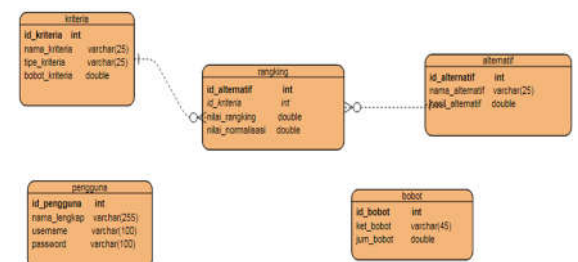 kriteria
id_kriteria int
nama_kriteria varchar(25)
tipe_kriteria varchar(25)
bobot_kriteria double
rangking
id_alternatif int
id_kriteria int
nilai_rangking double
nilai_normalisasi double
alternatif
id_alternatif int
nama_alternatif varchar(25)
hasil_alternatif double
pengguna
id_pengguna int
nama_lengkap varchar(255)
username varchar(100)
password varchar(100)
bobot
id_bobot int
ket_bobot varchar(45)
jum_bobot double